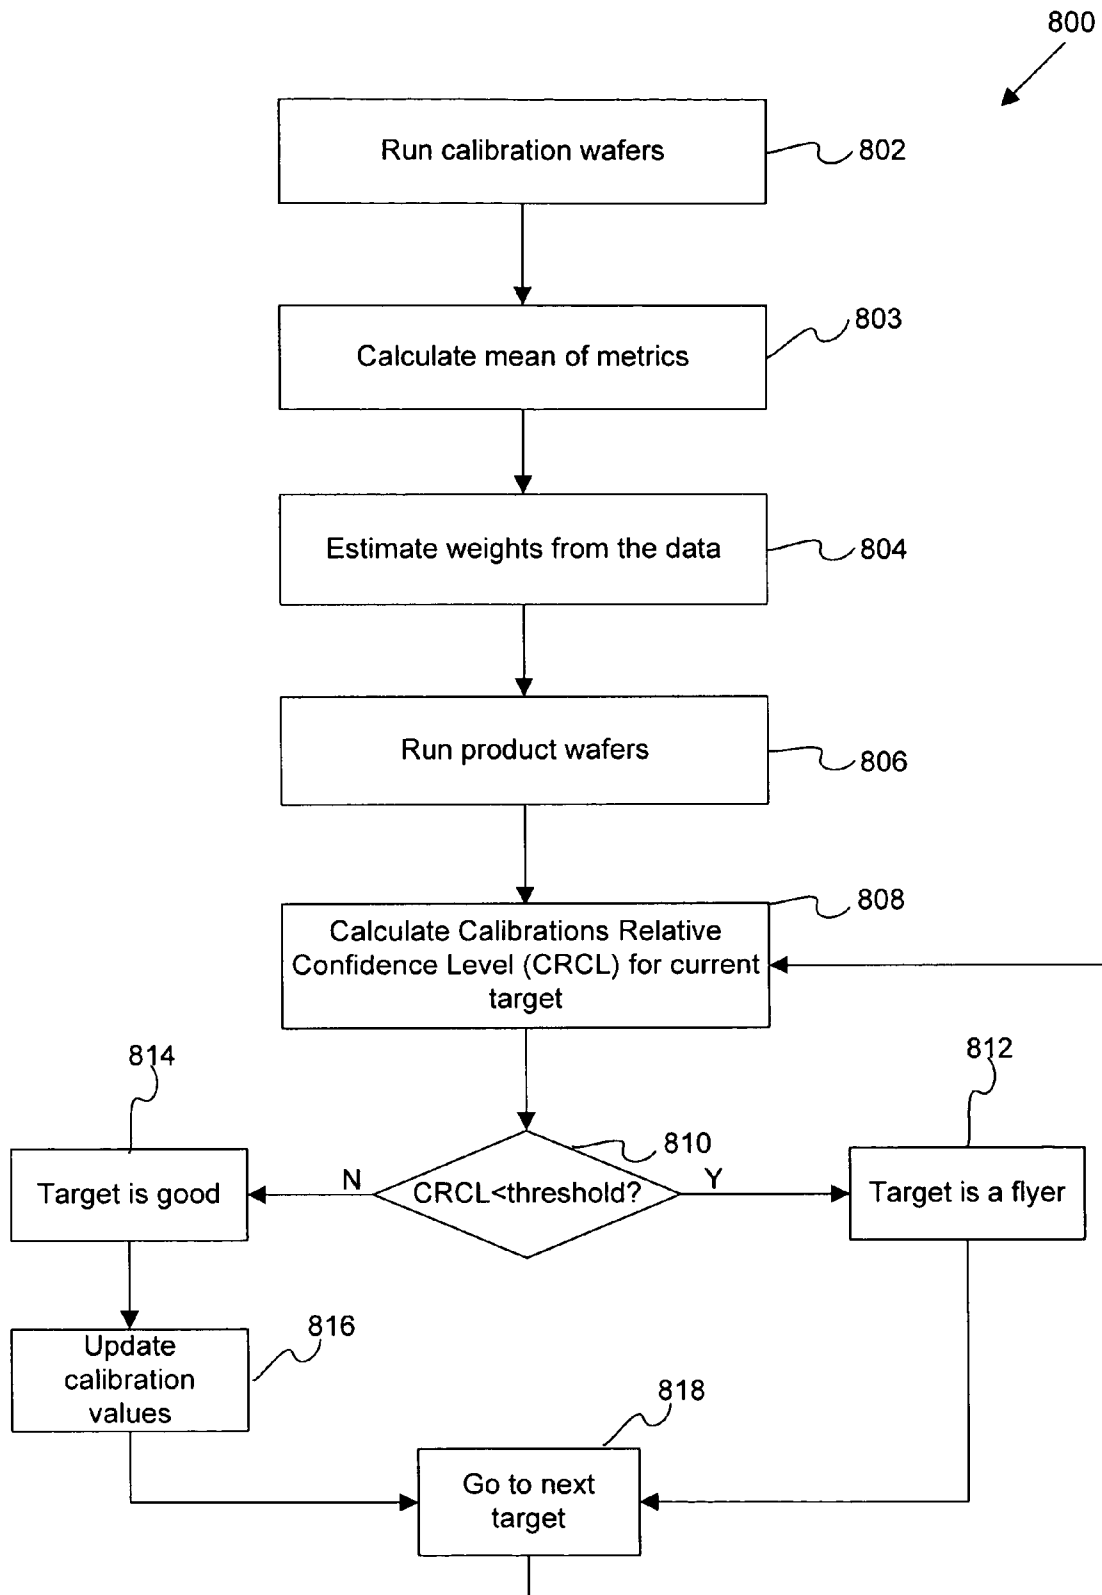 800
Run calibration wafers
802
Calculate mean of metrics
803
Estimate weights from the data
804
Run product wafers
806
Calculate Calibrations Relative
Confidence Level (CRCL) for current
target
808
814
812
810
Target is good
N
CRCL<threshold?
Y
Target is a flyer
Update
calibration
values
816
818
Go to next
target